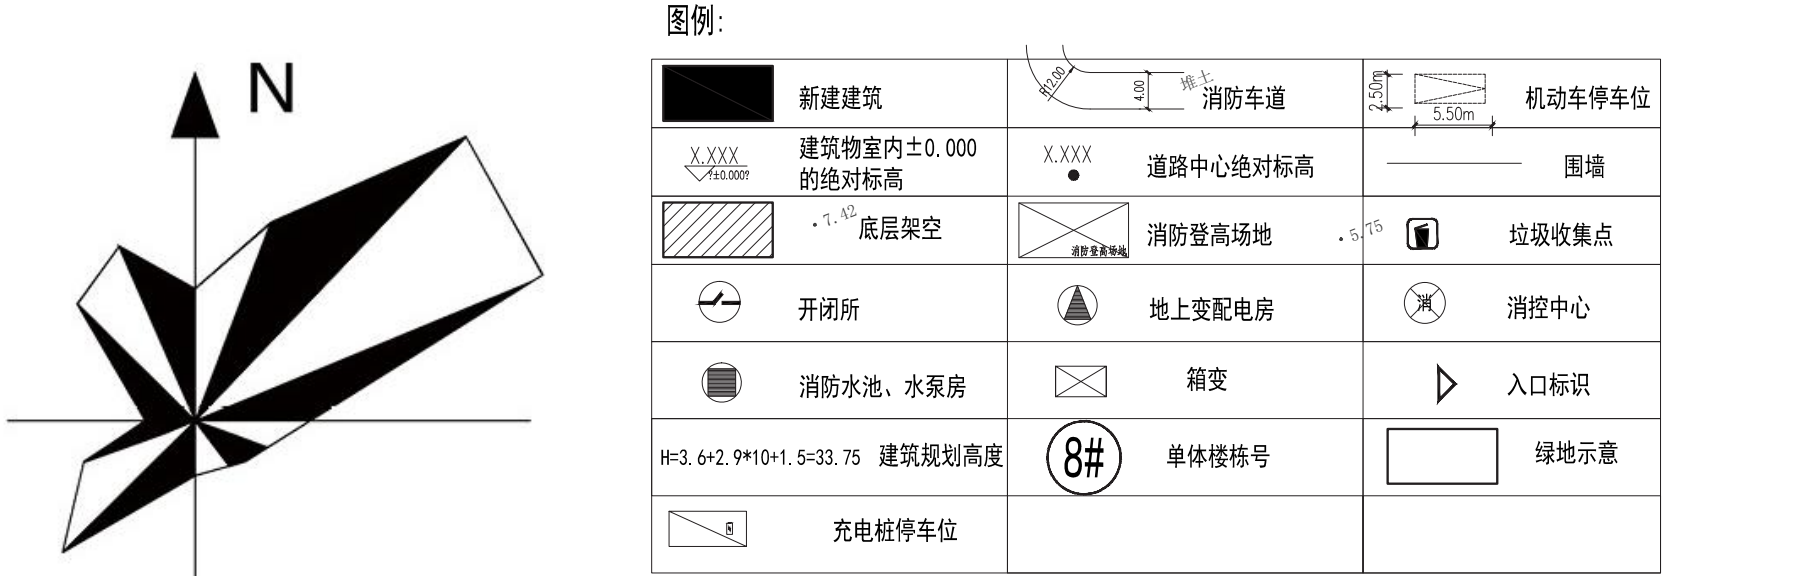 图例:
N
新建建筑
R12.00
4.00
堆土
消防车道
2.50m
5.50m
机动车停车位
X.XXX
?±0.000?
建筑物室内±0.000
的绝对标高
X.XXX
道路中心绝对标高
围墙
7.42
底层架空
消防登高场地
消防登高场地
5.75
垃圾收集点
开闭所
地上变配电房
消
消控中心
消防水池、水泵房
箱变
入口标识
H=3.6+2.9*10+1.5=33.75 建筑规划高度
8#
单体楼栋号
绿地示意
充电桩停车位